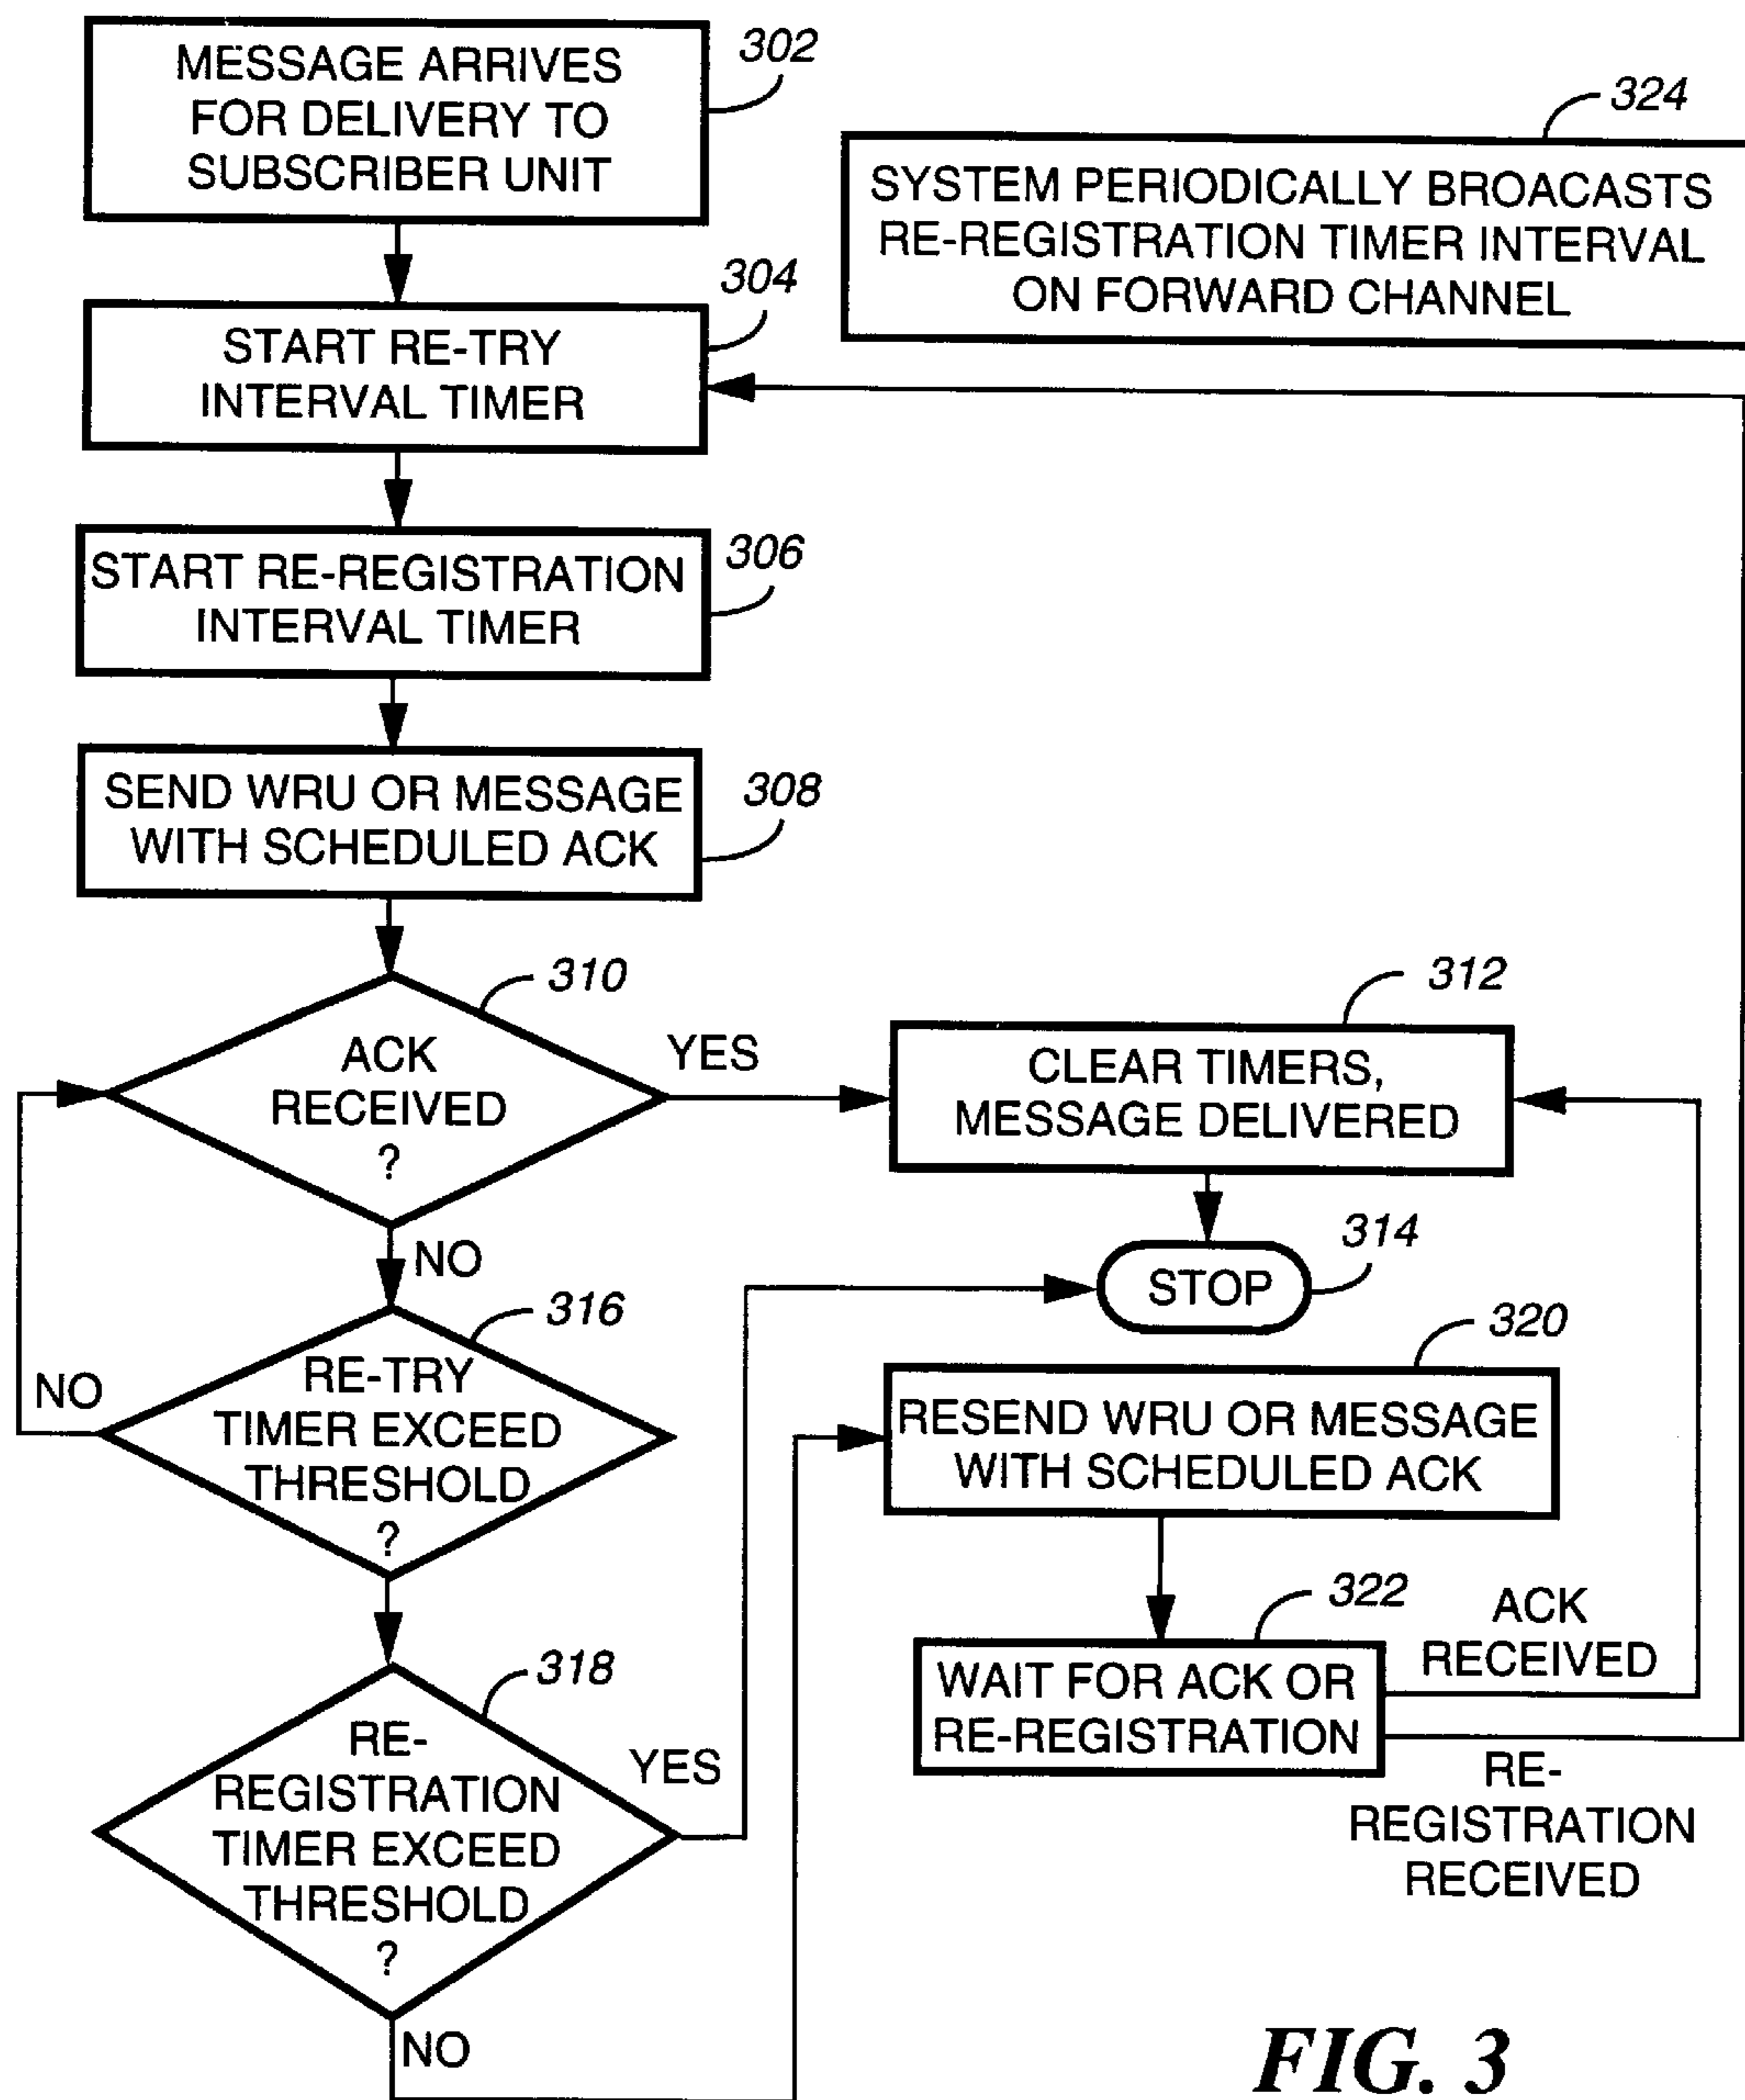 MESSAGE ARRIVES
FOR DELIVERY TO
SUBSCRIBER UNIT
302
324
SYSTEM PERIODICALLY BROACASTS
RE-REGISTRATION TIMER INTERVAL
ON FORWARD CHANNEL
304
START RE-TRY
INTERVAL TIMER
306
START RE-REGISTRATION
INTERVAL TIMER
308
SEND WRU OR MESSAGE
WITH SCHEDULED ACK
310
ACK
RECEIVED
?
YES
NO
312
CLEAR TIMERS,
MESSAGE DELIVERED
314
STOP
316
RE-TRY
TIMER EXCEED
THRESHOLD
?
NO
318
RE-
REGISTRATION
TIMER EXCEED
THRESHOLD
?
YES
NO
320
RESEND WRU OR MESSAGE
WITH SCHEDULED ACK
322
WAIT FOR ACK OR
RE-REGISTRATION
ACK
RECEIVED
RE-
REGISTRATION
RECEIVED
FIG. 3